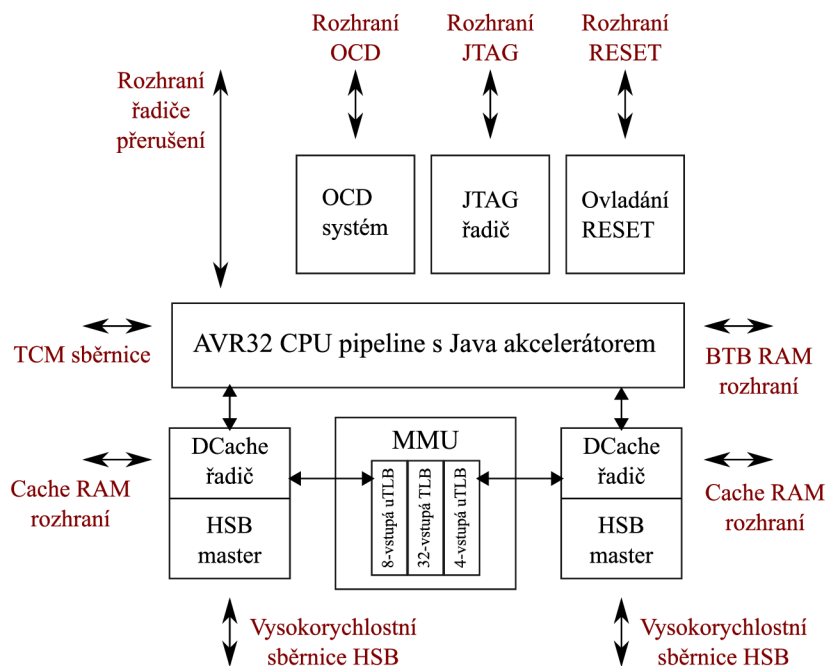 Rozhraní
OCD
Rozhraní
JTAG
Rozhraní
RESET
Rozhraní
řadiče
přerušení
OCD
systém
JTAG
řadič
Ovladání
RESET
TCM sběrnice
AVR32 CPU pipeline s Java akcelerátorem
BTB RAM
rozhraní
DCache
řadič
MMU
DCache
řadič
Cache RAM
rozhraní
8-vstupá uTLB
32-vstupá TLB
4-vstupá uTLB
Cache RAM
rozhraní
HSB
master
HSB
master
Vysokorychlostní
sběrnice HSB
Vysokorychlostní
sběrnice HSB